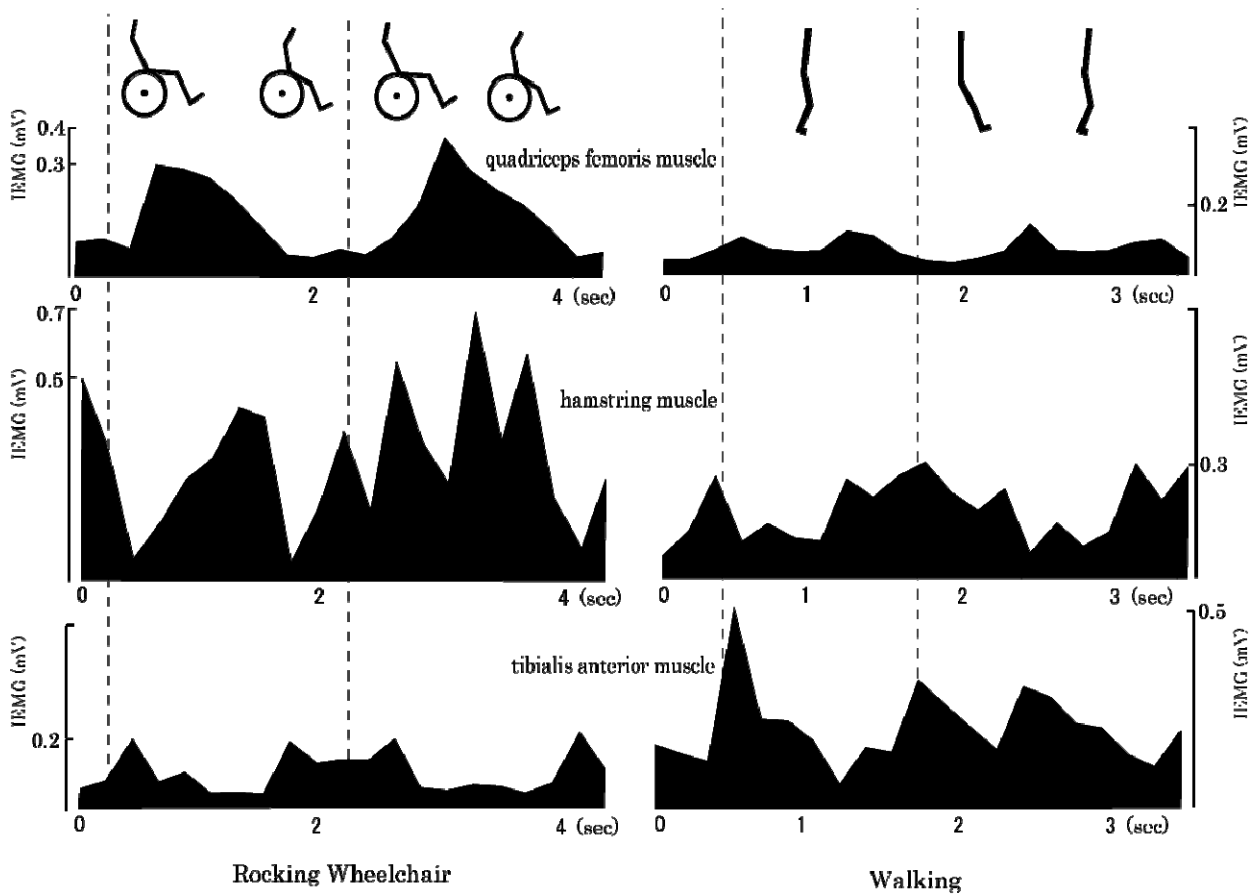 IEMG (mV)
0.4
0.3
quadriceps femoris muscle
0.2
IEMG (mV)
0 2 4 (sec)
0 1 2 3 (sec)
IEMG (mV)
0.7
0.5
hamstring muscle
0.3
IEMG (mV)
0 2 4 (sec)
0 1 2 3 (sec)
IEMG (mV)
0.2
tibialis anterior muscle
0.5
IEMG (mV)
0 2 4 (sec)
0 1 2 3 (sec)
Rocking Wheelchair
Walking